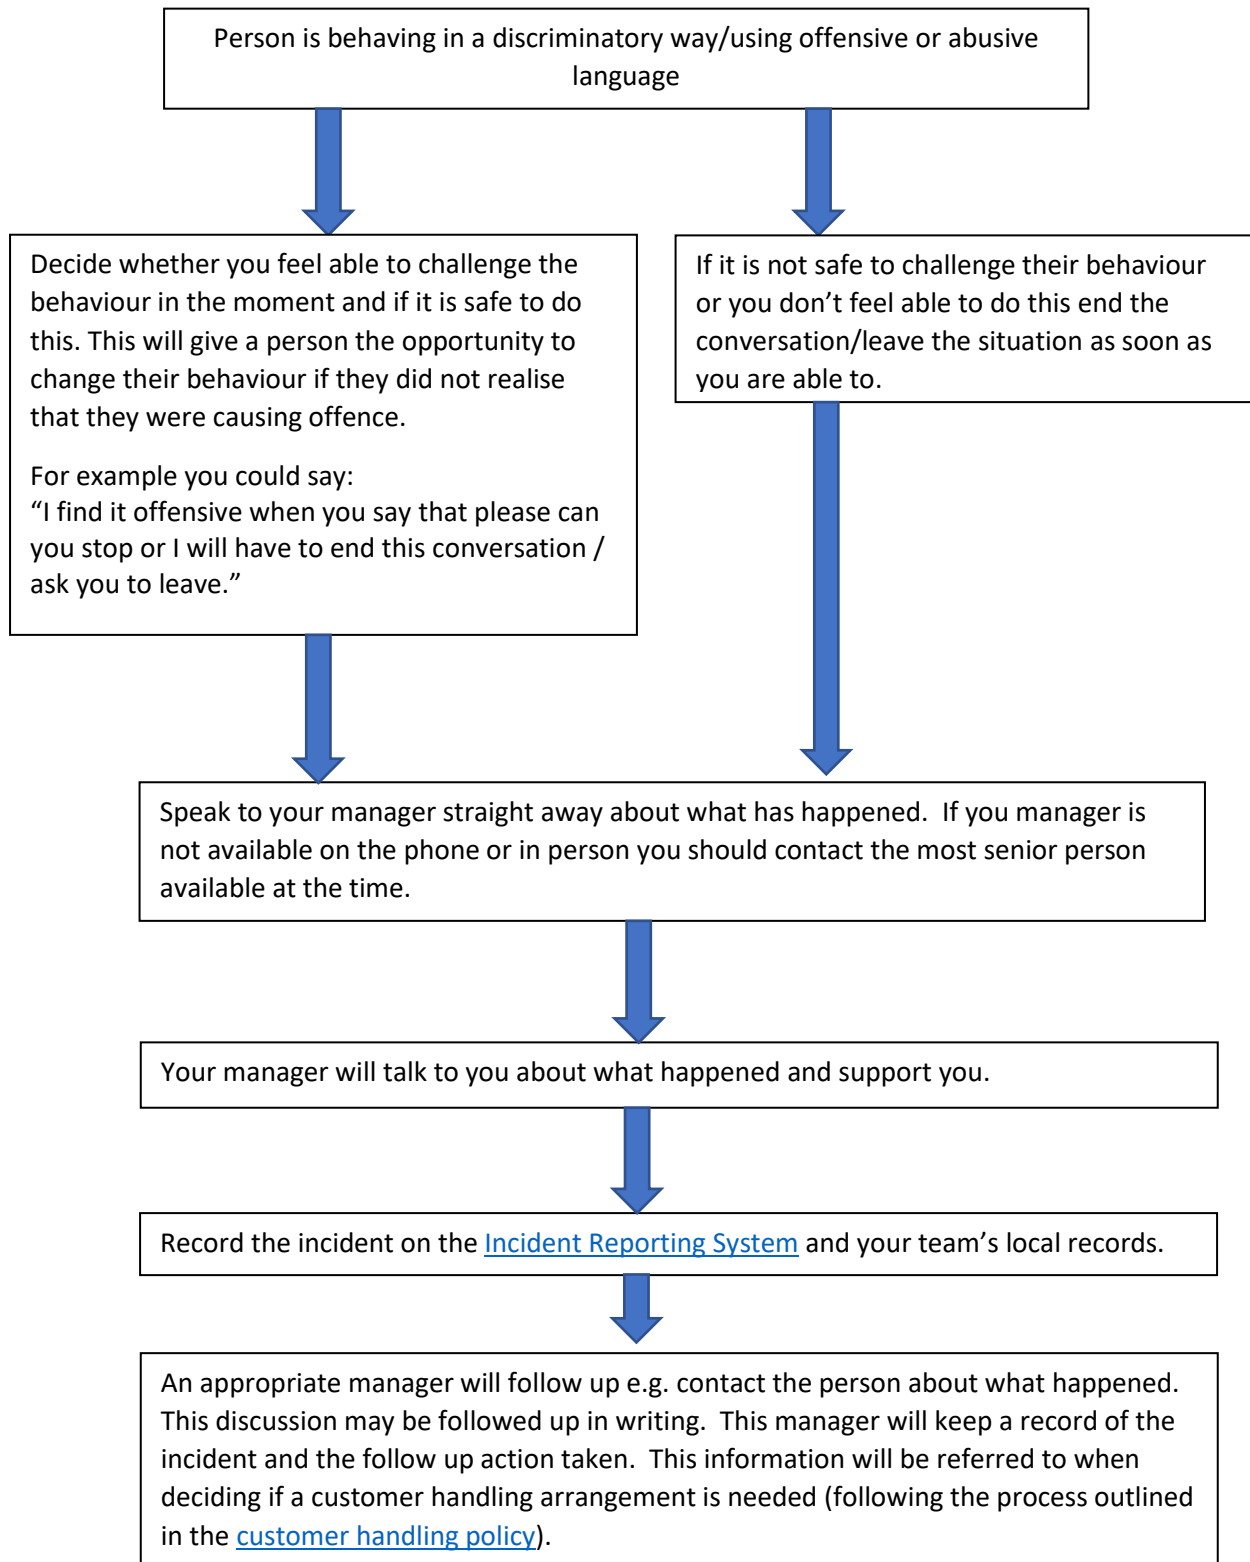 Person is behaving in a discriminatory way/using offensive or abusive
language
Decide whether you feel able to challenge the
behaviour in the moment and if it is safe to do
this. This will give a person the opportunity to
change their behaviour if they did not realise
that they were causing offence.
For example you could say:
“I find it offensive when you say that please can
you stop or I will have to end this conversation /
ask you to leave.”
If it is not safe to challenge their behaviour
or you don’t feel able to do this end the
conversation/leave the situation as soon as
you are able to.
Speak to your manager straight away about what has happened.  If you manager is
not available on the phone or in person you should contact the most senior person
available at the time.
Your manager will talk to you about what happened and support you.
Record the incident on the Incident Reporting System and your team’s local records.
An appropriate manager will follow up e.g. contact the person about what happened.
This discussion may be followed up in writing.  This manager will keep a record of the
incident and the follow up action taken.  This information will be referred to when
deciding if a customer handling arrangement is needed (following the process outlined
in the customer handling policy).